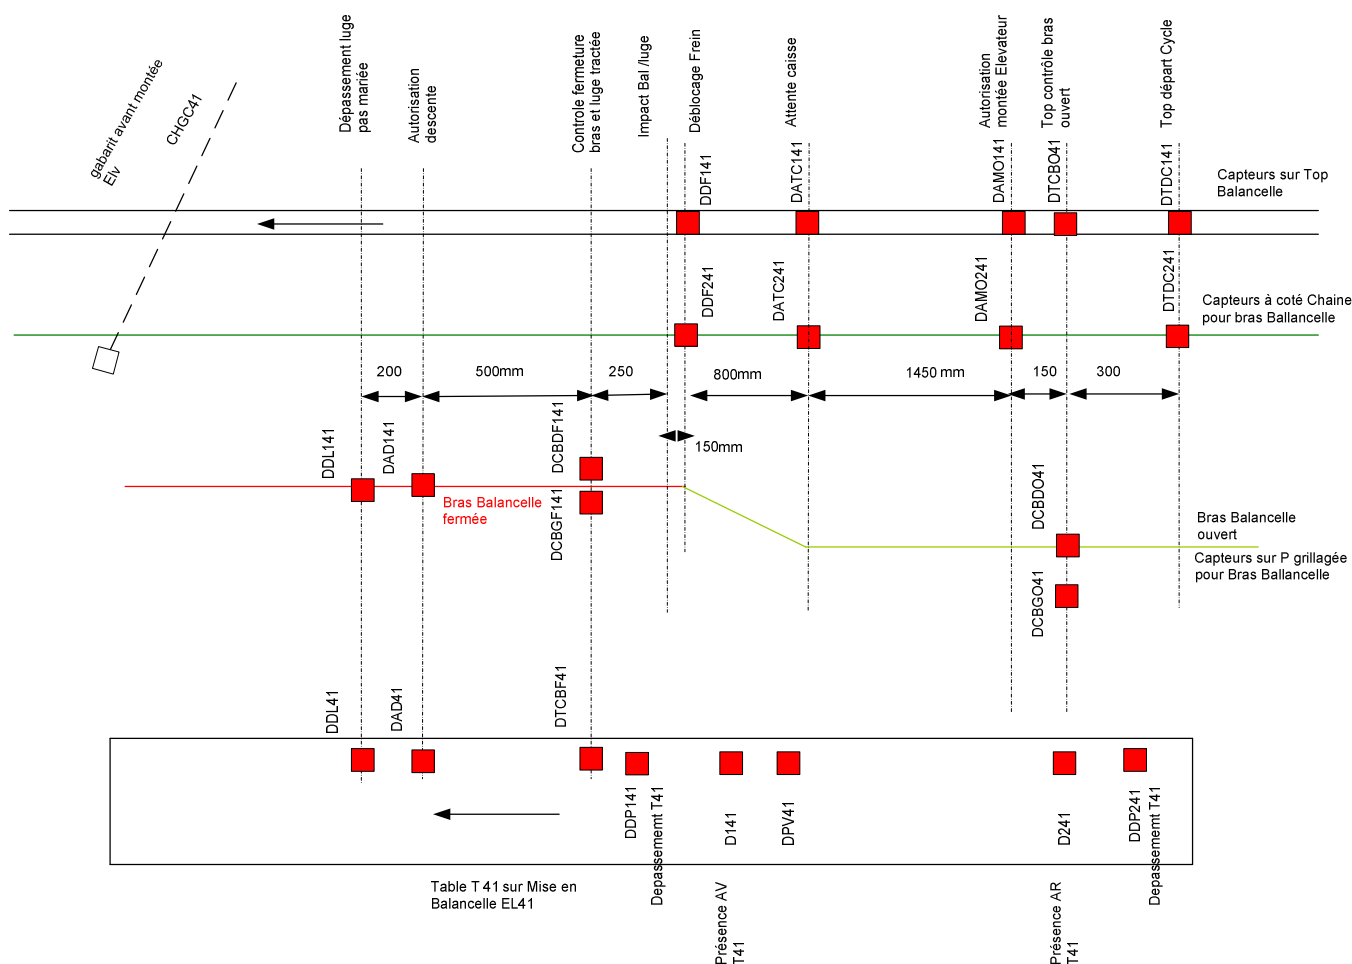 gabarit avant montée
Elv
CHGC41
Dépassement luge
pas mariée
Autorisation
descente
Controle fermeture
bras et luge tractée
Impact Bal /luge
Déblocage Frein
Attente caisse
Autorisation
montée Elevateur
Top contrôle bras
ouvert
Top départ Cycle
DDF141
DATC141
DAMO141
DTCBO41
DTDC141
Capteurs sur Top
Balancelle
DDF241
DATC241
DAMO241
DTDC241
Capteurs à coté Chaine
pour bras Ballancelle
200
500mm
250
800mm
1450 mm
150
300
150mm
DDL141
DAD141
DCBDF141
DCBGF141
Bras Balancelle
fermée
DCBDO41
DCBGO41
Bras Balancelle
ouvert
Capteurs sur P grillagée
pour Bras Ballancelle
DDL41
DAD41
DTCBF41
DDP141
Depassememt T41
D141
DPV41
D241
DDP241
Depassememt T41
Table T 41 sur Mise en
Balancelle EL41
Présence AV
T41
Présence AR
T41